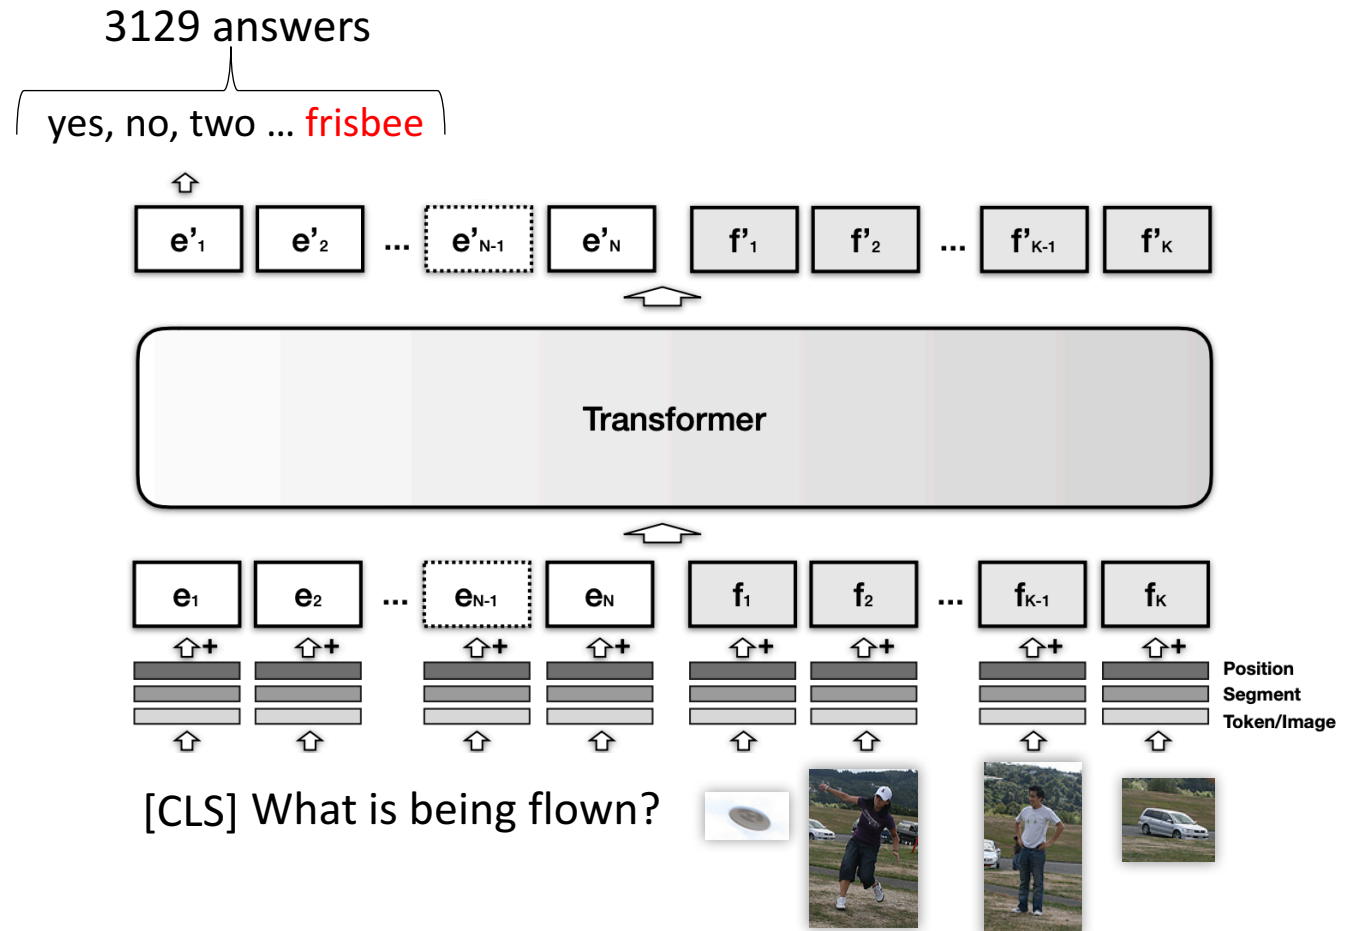 3129 answers
yes, no, two ... frisbee
e'1 e'2 ... e'N-1 e'N f'1 f'2 ... f'K-1 f'K
Transformer
e1 e2 ... eN-1 eN f1 f2 ... fK-1 fK
+ + + + + + + +
Position
Segment
Token/Image
[CLS] What is being flown?